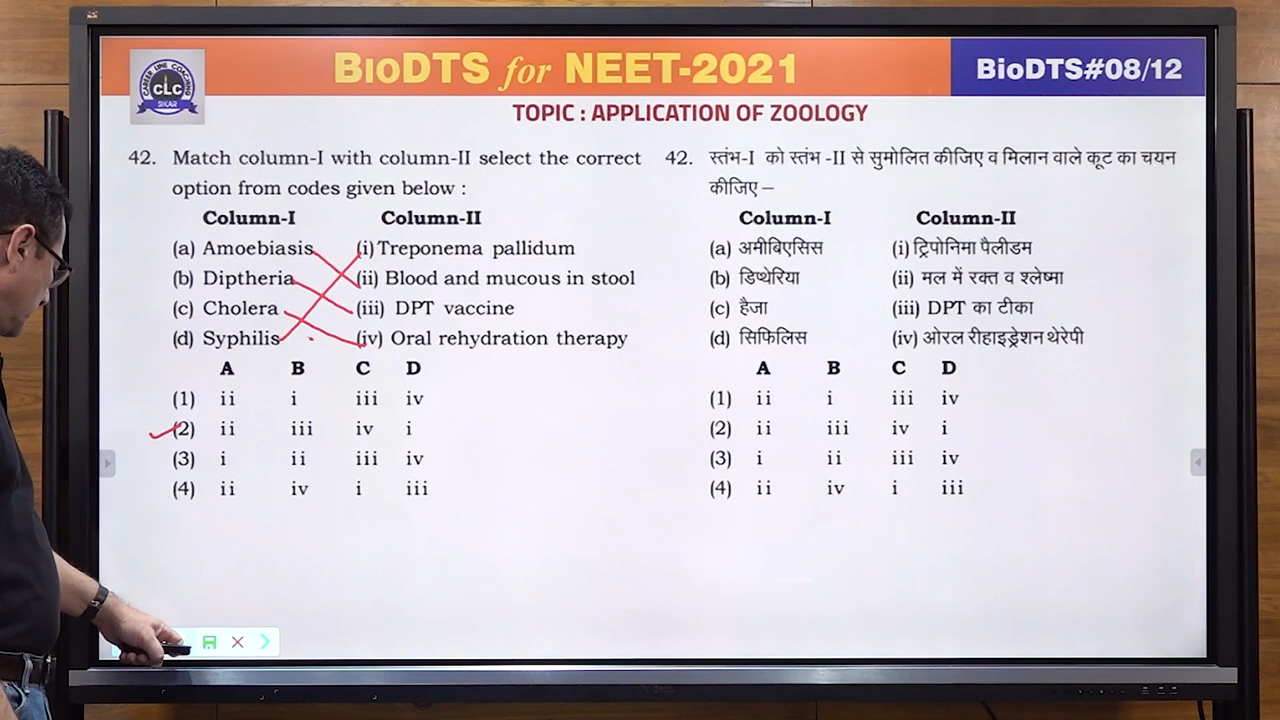 BIODTS for NEET-2021
BioDTS#08/12
CAREER LINE COACHING
CLC
SIKAR
TOPIC : APPLICATION OF ZOOLOGY
42. Match column-I with column-II select the correct
option from codes given below :
Column-I Column-II
(a) Amoebiasis (i) Treponema pallidum
(b) Diptheria (ii) Blood and mucous in stool
(c) Cholera (iii) DPT vaccine
(d) Syphilis (iv) Oral rehydration therapy
A B C D
(1) ii i iii iv
(2) ii iii iv i
(3) i ii iii iv
(4) ii iv i iii
42. स्तंभ-I को स्तंभ -II से सुमोलित कीजिए व मिलान वाले कूट का चयन
कीजिए –
Column-I Column-II
(a) अमीबिएसिस (i) ट्रिपोनिमा पैलीडम
(b) डिप्थेरिया (ii) मल में रक्त व श्लेष्मा
(c) हैजा (iii) DPT का टीका
(d) सिफिलिस (iv) ओरल रीहाइड्रेशन थेरेपी
A B C D
(1) ii i iii iv
(2) ii iii iv i
(3) i ii iii iv
(4) ii iv i iii